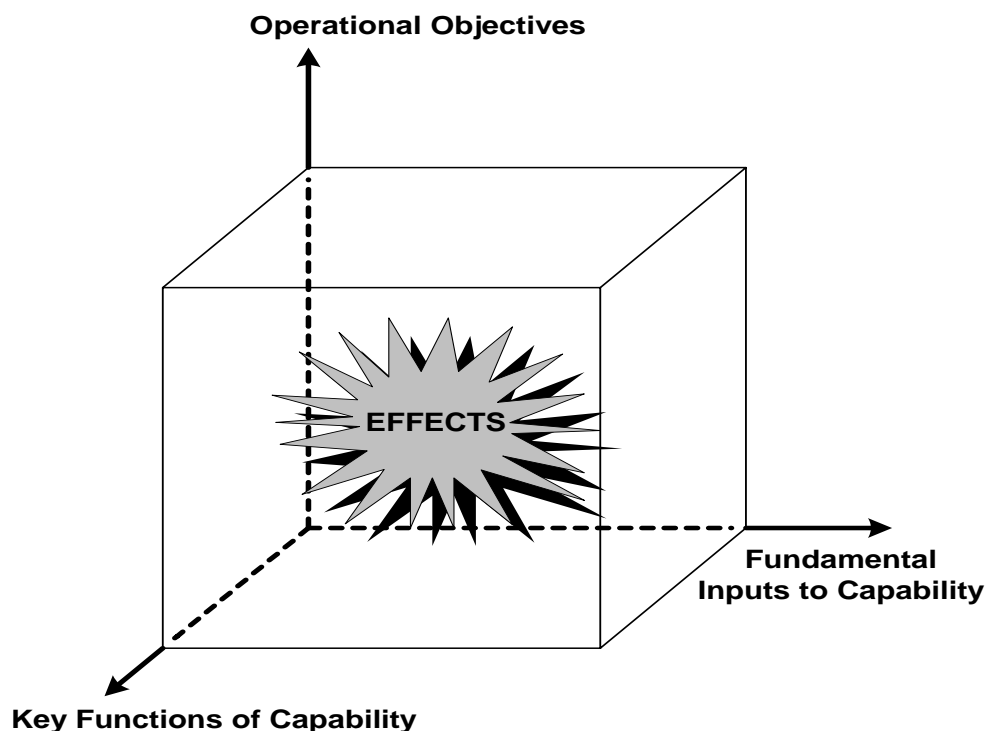 Operational Objectives
EFFECTS
Fundamental
Inputs to Capability
Key Functions of Capability